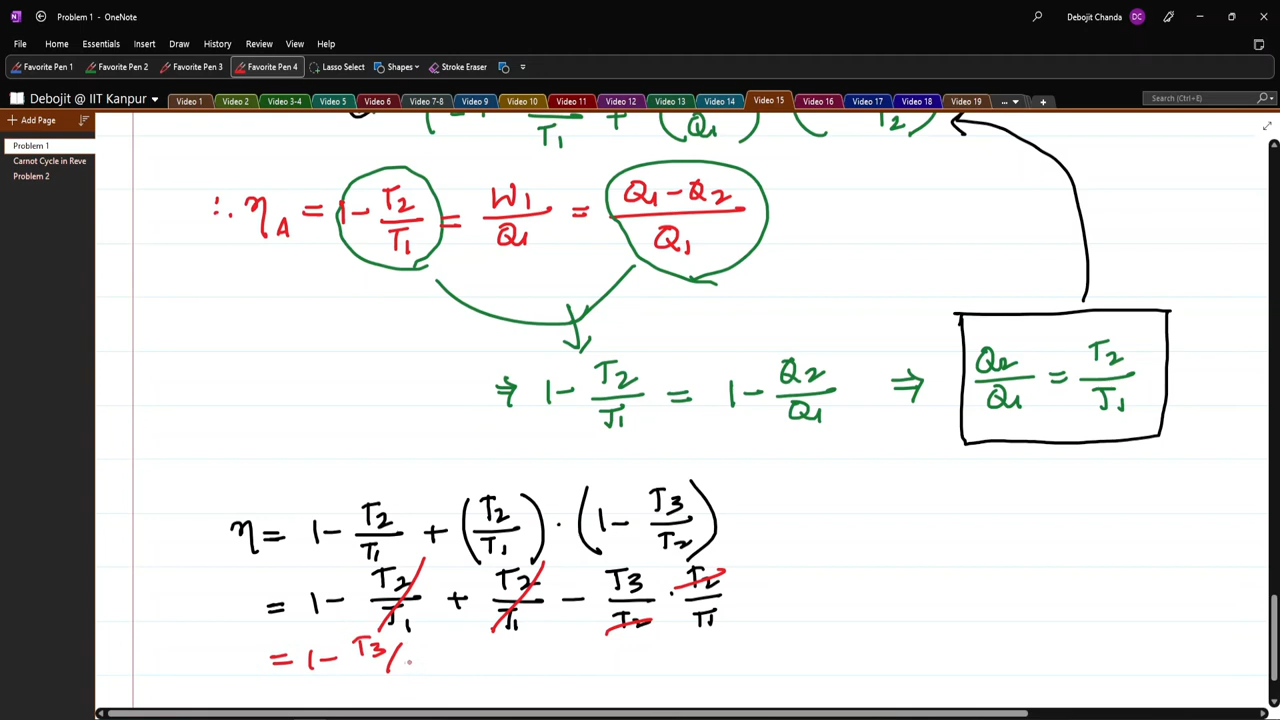 Problem 1 - OneNote
Debojit Chanda DC
File Home Essentials Insert Draw History Review View Help
Favorite Pen 1 Favorite Pen 2 Favorite Pen 3 Favorite Pen 4 Lasso Select Shapes Stroke Eraser
Debojit @ IIT Kanpur Video 1 Video 2 Video 3-4 Video 5 Video 6 Video 7-8 Video 9 Video 10 Video 11 Video 12 Video 13 Video 14 Video 15 Video 16 Video 17 Video 18 Video 19 ... + Search (Ctrl+E)
+ Add Page
Problem 1
Carnot Cycle in Reve
Problem 2
∴ η_A = 1 - T2/T1 = W1/Q1 = (Q1 - Q2)/Q1
⇒ 1 - T2/T1 = 1 - Q2/Q1 ⇒ Q2/Q1 = T2/T1
η = 1 - T2/T1 + (T2/T1) · (1 - T3/T2)
= 1 - T2/T1 + T2/T1 - T3/T2 · T2/T1
= 1 - T3/